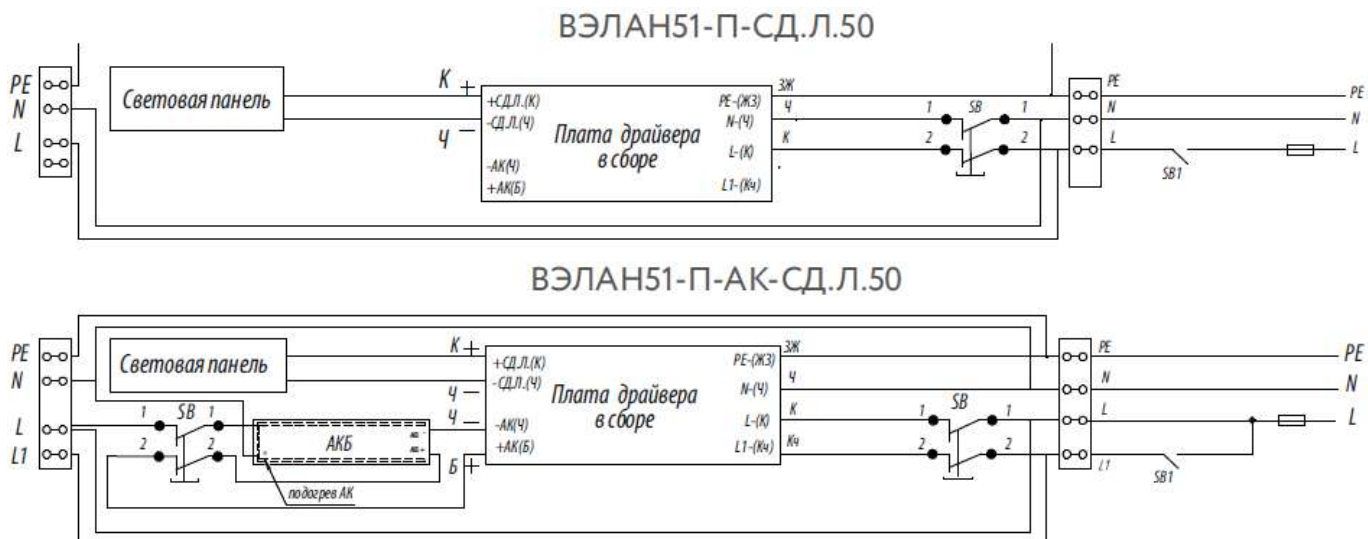 ВЭЛАН51-П-СД.Л.50
PE
N
L
Световая панель
К +
Ч −
+СД.Л.(К)
-СД.Л.(Ч)
-АК(Ч)
+АК(Б)
Плата драйвера
в сборе
PE-(ЖЗ)
N-(Ч)
L-(К)
L1-(Кч)
ЗЖ
Ч
К
1 SB 1
2 2
PE
N
L
SB1
PE
N
L
ВЭЛАН51-П-АК-СД.Л.50
PE
N
L
L1
Световая панель
1 SB 1
2 2
АКБ
подогрев АК
К +
Ч −
Ч −
Б +
+СД.Л.(К)
-СД.Л.(Ч)
-АК(Ч)
+АК(Б)
Плата драйвера
в сборе
PE-(ЖЗ)
N-(Ч)
L-(К)
L1-(Кч)
ЗЖ
Ч
К
Кч
1 SB 1
2 2
PE
N
L
L1
SB1
PE
N
L